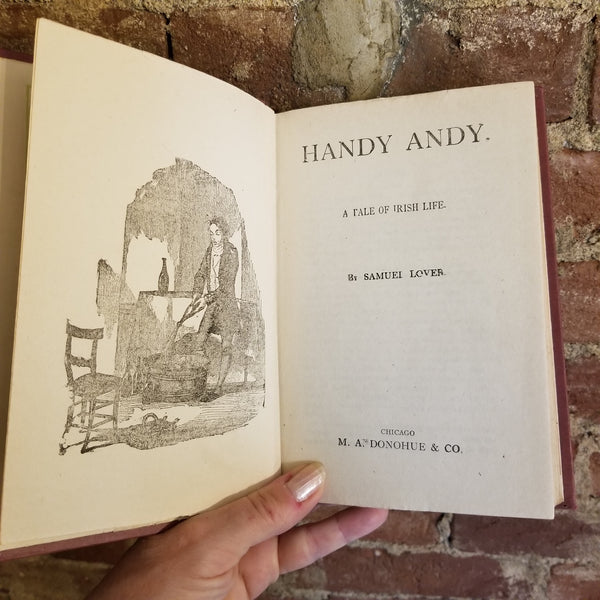 HANDY ANDY.
A TALE OF IRISH LIFE.
By SAMUEL LOVER.
CHICAGO
M. A. DONOHUE & CO.